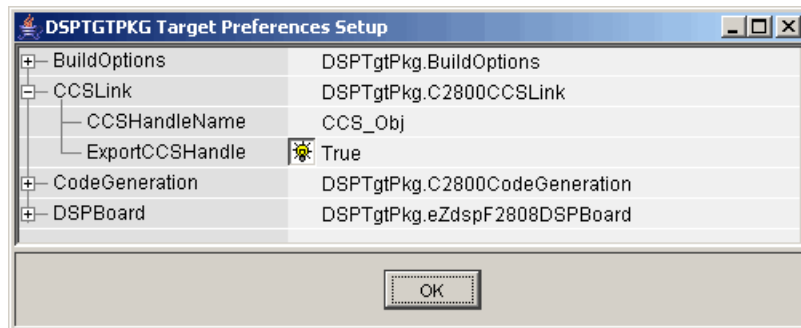 DSPTGTPKG Target Preferences Setup
BuildOptions DSPTgtPkg.BuildOptions
CCSLink DSPTgtPkg.C2800CCSLink
CCSHandleName CCS_Obj
ExportCCSHandle True
CodeGeneration DSPTgtPkg.C2800CodeGeneration
DSPBoard DSPTgtPkg.eZdspF2808DSPBoard
OK